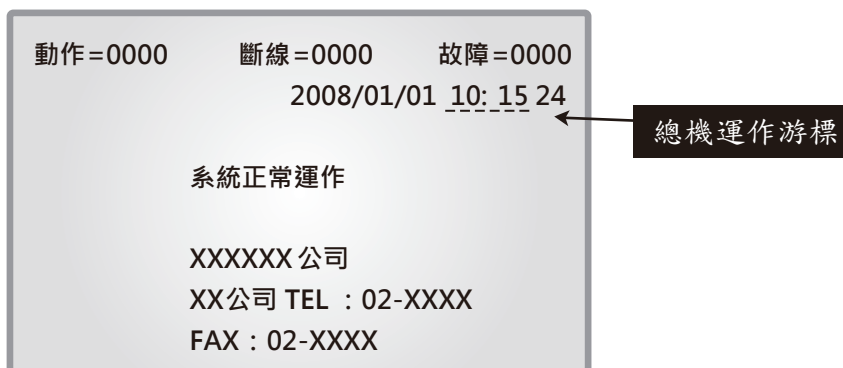 動作=0000 斷線=0000 故障=0000
2008/01/01 10: 15 24
總機運作游標
系統正常運作
XXXXXX 公司
XX公司 TEL : 02-XXXX
FAX : 02-XXXX